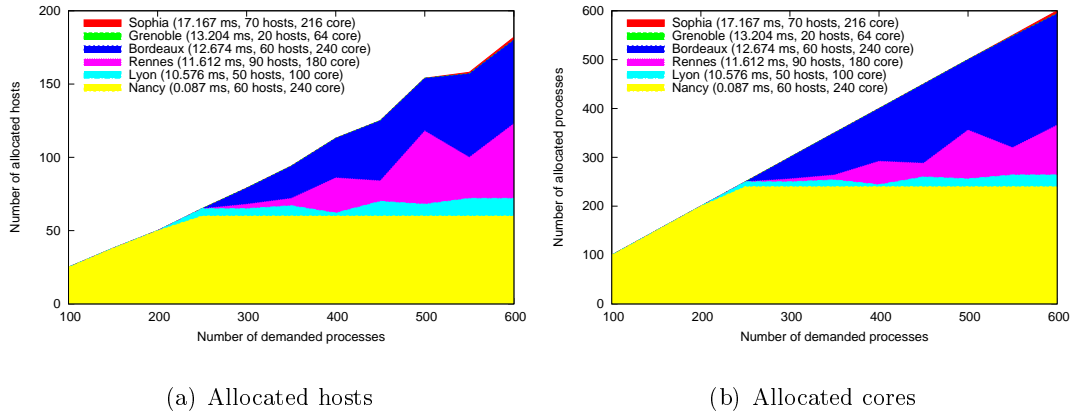 Number of allocated hosts
200
150
100
50
0
Sophia (17.167 ms, 70 hosts, 216 core)
Grenoble (13.204 ms, 20 hosts, 64 core)
Bordeaux (12.674 ms, 60 hosts, 240 core)
Rennes (11.612 ms, 90 hosts, 180 core)
Lyon (10.576 ms, 50 hosts, 100 core)
Nancy (0.087 ms, 60 hosts, 240 core)
100 200 300 400 500 600
Number of demanded processes
(a) Allocated hosts
Number of allocated processes
600
500
400
300
200
100
0
Sophia (17.167 ms, 70 hosts, 216 core)
Grenoble (13.204 ms, 20 hosts, 64 core)
Bordeaux (12.674 ms, 60 hosts, 240 core)
Rennes (11.612 ms, 90 hosts, 180 core)
Lyon (10.576 ms, 50 hosts, 100 core)
Nancy (0.087 ms, 60 hosts, 240 core)
100 200 300 400 500 600
Number of demanded processes
(b) Allocated cores